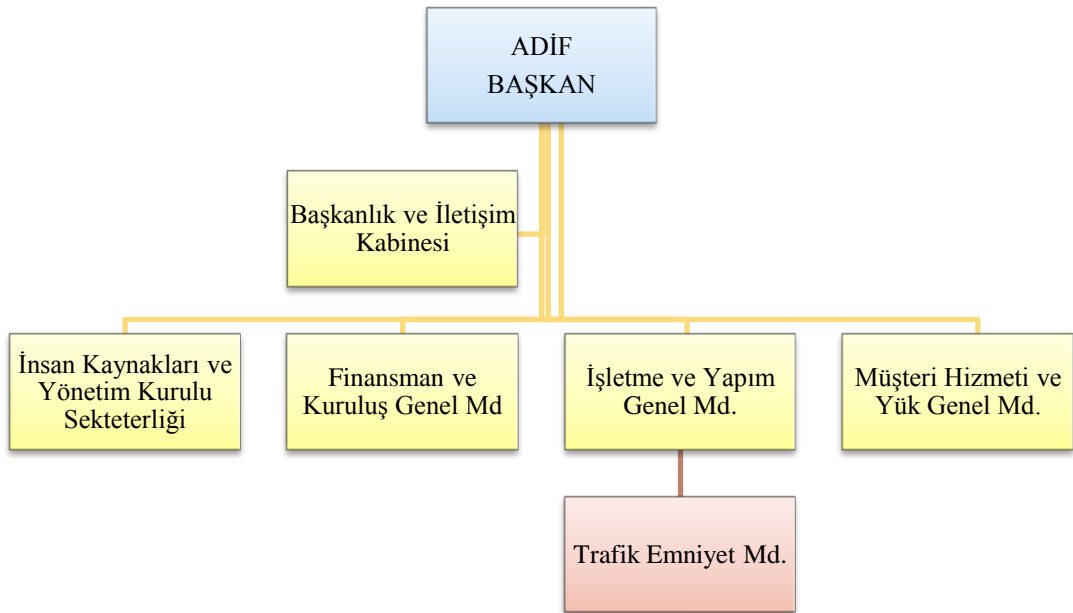 ADİF
BAŞKAN
Başkanlık ve İletişim
Kabinesi
İnsan Kaynakları ve
Yönetim Kurulu
Sekteterliği
Finansman ve
Kuruluş Genel Md
İşletme ve Yapım
Genel Md.
Müşteri Hizmeti ve
Yük Genel Md.
Trafik Emniyet Md.